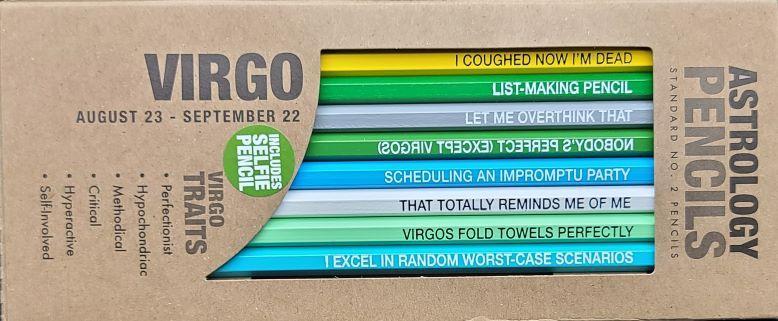 VIRGO
AUGUST 23 - SEPTEMBER 22
INCLUDES
SELFIE
PENCIL
VIRGO
TRAITS
• Perfectionist
• Hypochondriac
• Methodical
• Critical
• Hyperactive
• Self-Involved
I COUGHED NOW I'M DEAD
LIST-MAKING PENCIL
LET ME OVERTHINK THAT
NOBODY'S PERFECT (EXCEPT VIRGOS)
SCHEDULING AN IMPROMPTU PARTY
THAT TOTALLY REMINDS ME OF ME
VIRGOS FOLD TOWELS PERFECTLY
I EXCEL IN RANDOM WORST-CASE SCENARIOS
ASTROLOGY
PENCILS
STANDARD NO. 2 PENCILS